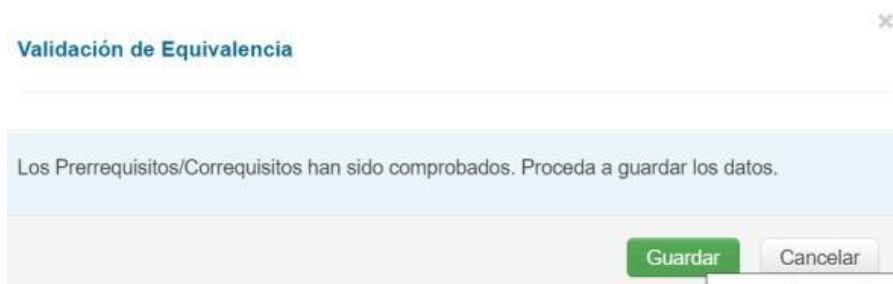 Validación de Equivalencia
Los Prerrequisitos/Correquisitos han sido comprobados. Proceda a guardar los datos.
Guardar Cancelar